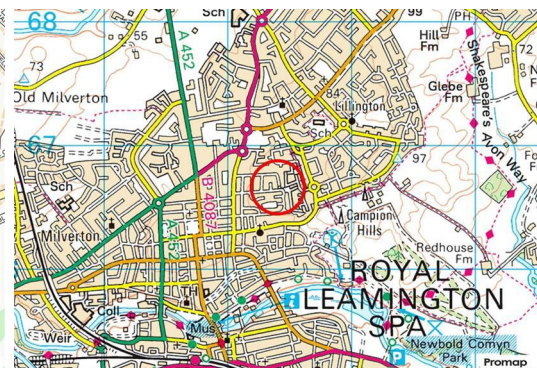 68
Sch
99
PH
55
A 452
Hill
Fm
72
73
84
Glebe
Fm
Old Milverton
Lillington
Shakespeare's Avon Way
67
Sch
97
Sch
B 4087
Campion
Hills
Milverton
A 452
Redhouse
Fm
ROYAL
LEAMINGTON
SPA
TH
Coll
Mus
Weir
Newbold Comyn
Park
P
Promap